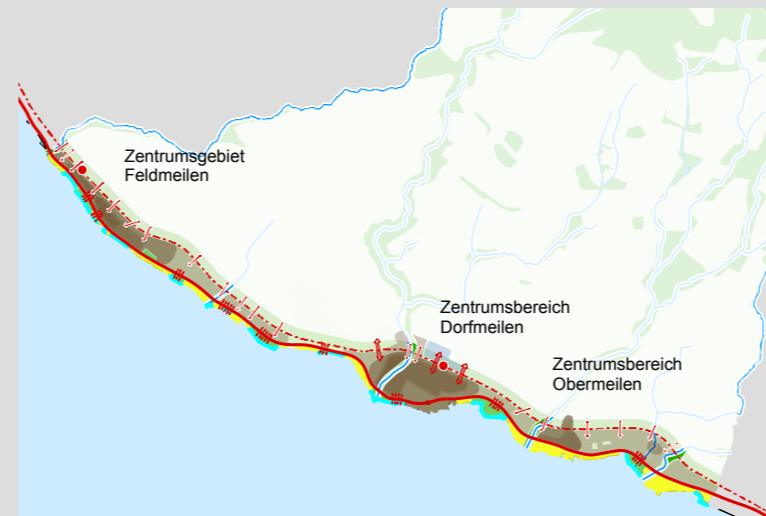 Zentrumsgebiet
Feldmeilen
Zentrumsbereich
Dorfmeilen
Zentrumsbereich
Obermeilen